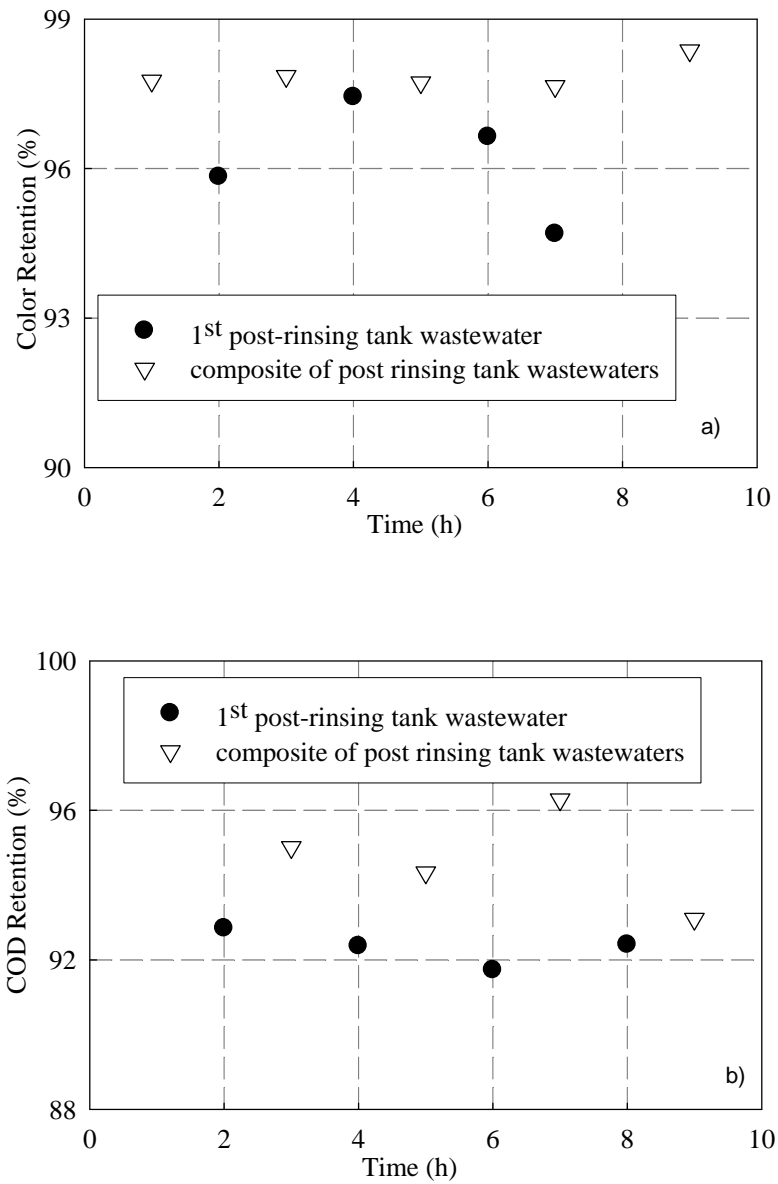 99
96
93
90
Color Retention (%)
1st post-rinsing tank wastewater
composite of post rinsing tank wastewaters
a)
0 2 4 6 8 10
Time (h)
100
96
92
88
COD Retention (%)
1st post-rinsing tank wastewater
composite of post rinsing tank wastewaters
b)
0 2 4 6 8 10
Time (h)